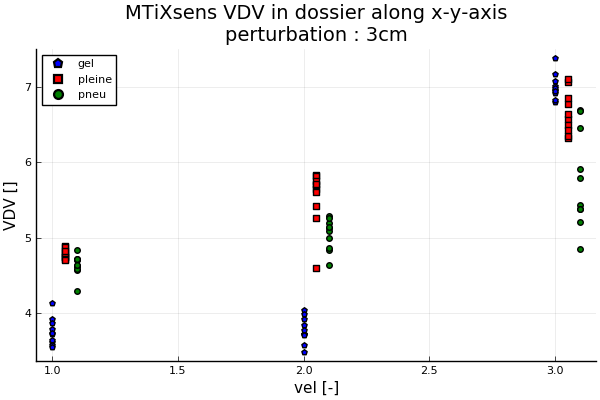 MTiXsens VDV in dossier along x-y-axis
perturbation : 3cm
gel
pleine
pneu
7
6
5
4
VDV []
1.0
1.5
2.0
2.5
3.0
vel [-]